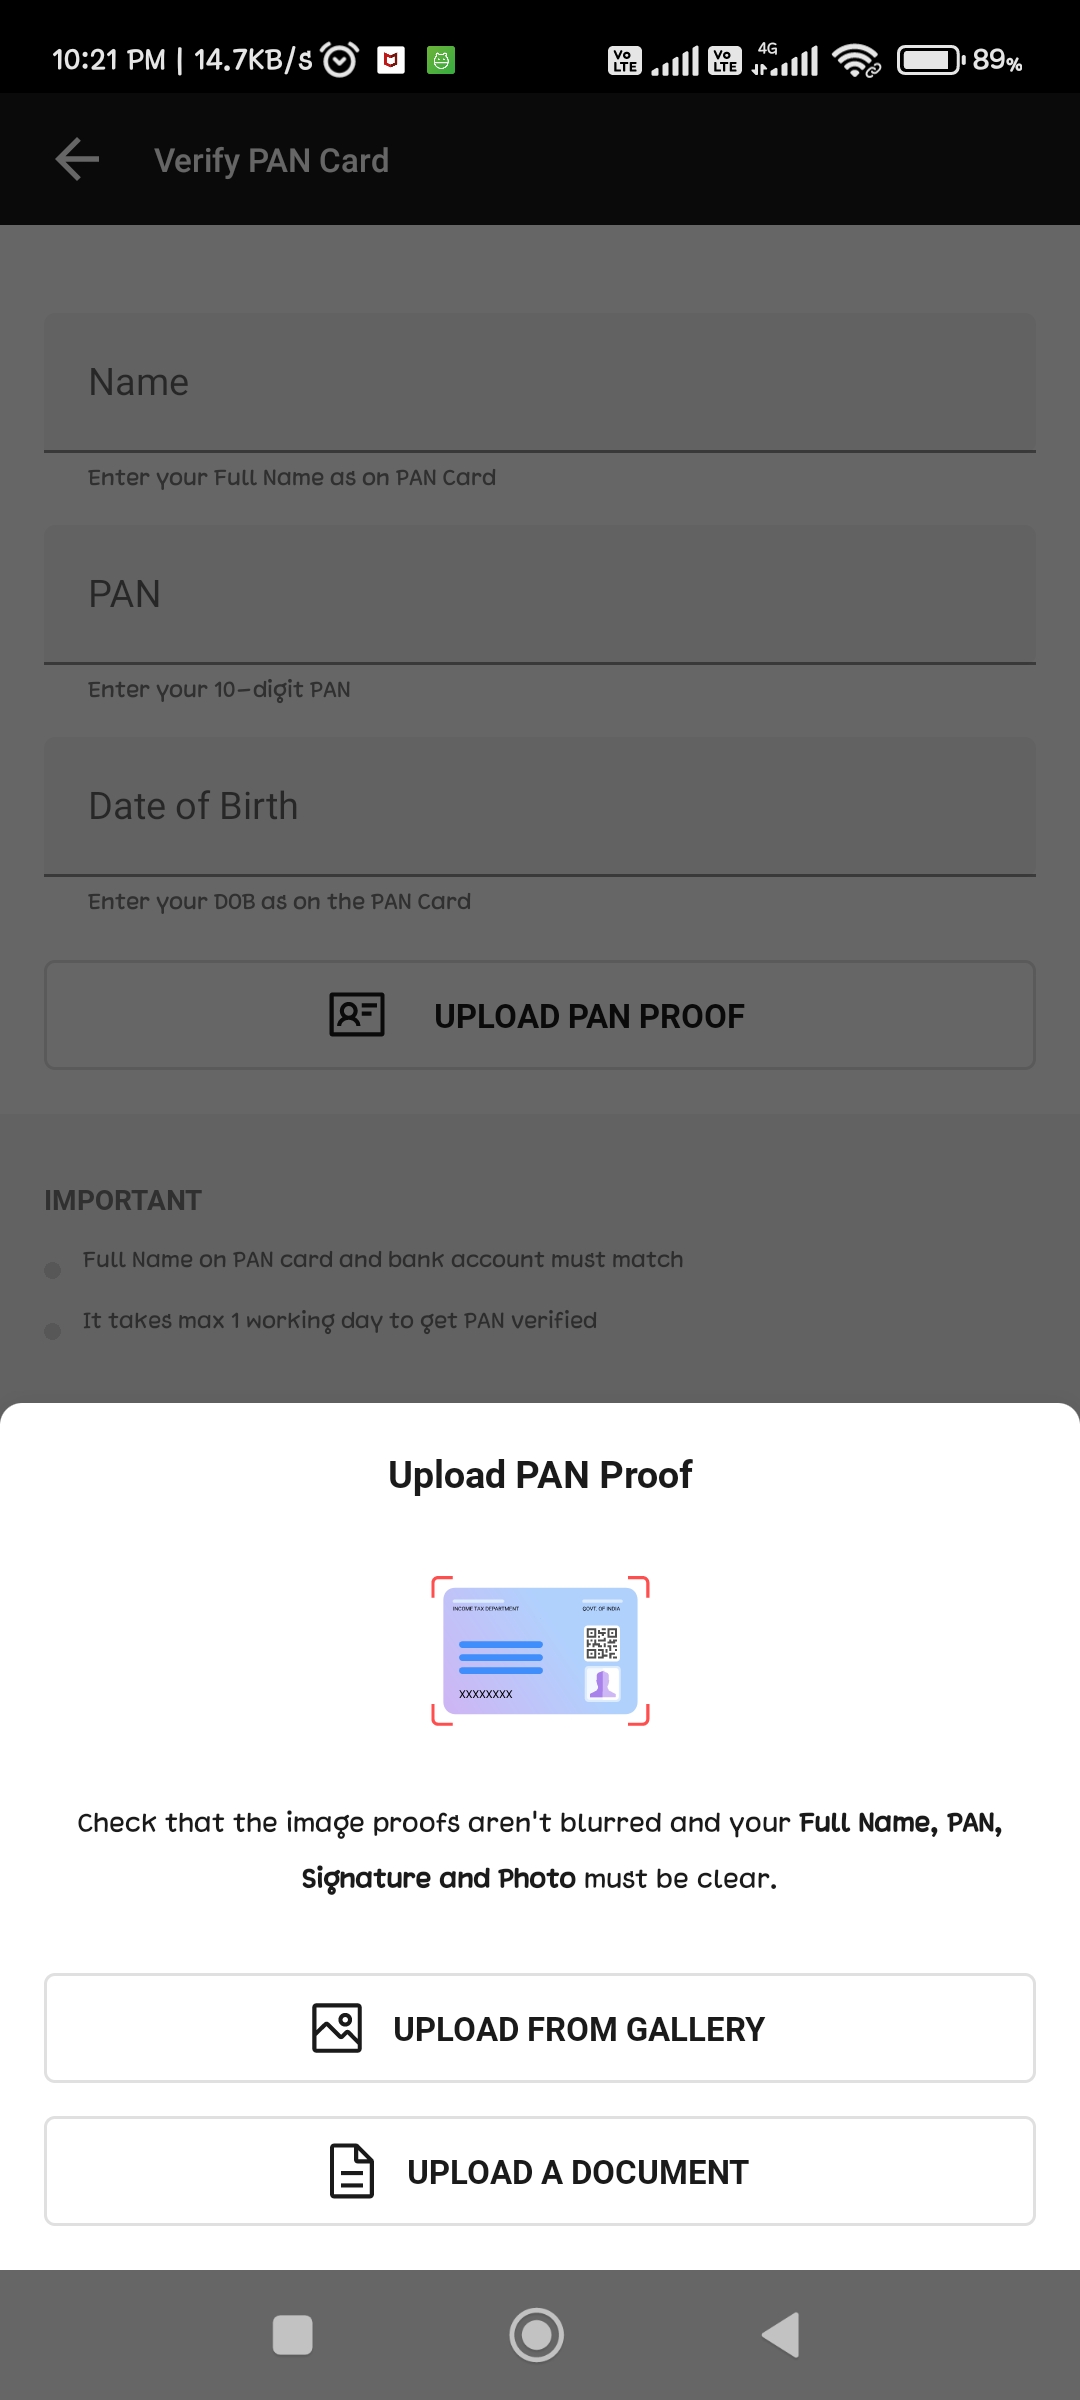 10:21 PM | 14.7KB/s
Vo LTE Vo LTE 4G 89%
Verify PAN Card
Name
Enter your Full Name as on PAN Card
PAN
Enter your 10-digit PAN
Date of Birth
Enter your DOB as on the PAN Card
UPLOAD PAN PROOF
IMPORTANT
Full Name on PAN card and bank account must match
It takes max 1 working day to get PAN verified
Upload PAN Proof
INCOME TAX DEPARTMENT GOVT. OF INDIA
XXXXXXXX
Check that the image proofs aren't blurred and your Full Name, PAN,
Signature and Photo must be clear.
UPLOAD FROM GALLERY
UPLOAD A DOCUMENT